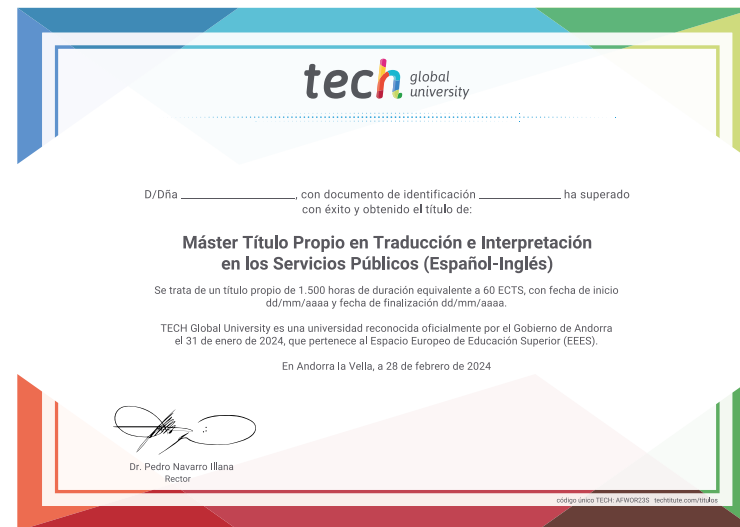 tech global university
D/Dña ____________________, con documento de identificación _______________ ha superado
con éxito y obtenido el título de:
Máster Título Propio en Traducción e Interpretación
en los Servicios Públicos (Español-Inglés)
Se trata de un título propio de 1.500 horas de duración equivalente a 60 ECTS, con fecha de inicio
dd/mm/aaaa y fecha de finalización dd/mm/aaaa.
TECH Global University es una universidad reconocida oficialmente por el Gobierno de Andorra
el 31 de enero de 2024, que pertenece al Espacio Europeo de Educación Superior (EEES).
En Andorra la Vella, a 28 de febrero de 2024
Dr. Pedro Navarro Illana
Rector
código único TECH: AFWOR23S techtitute.com/titulos